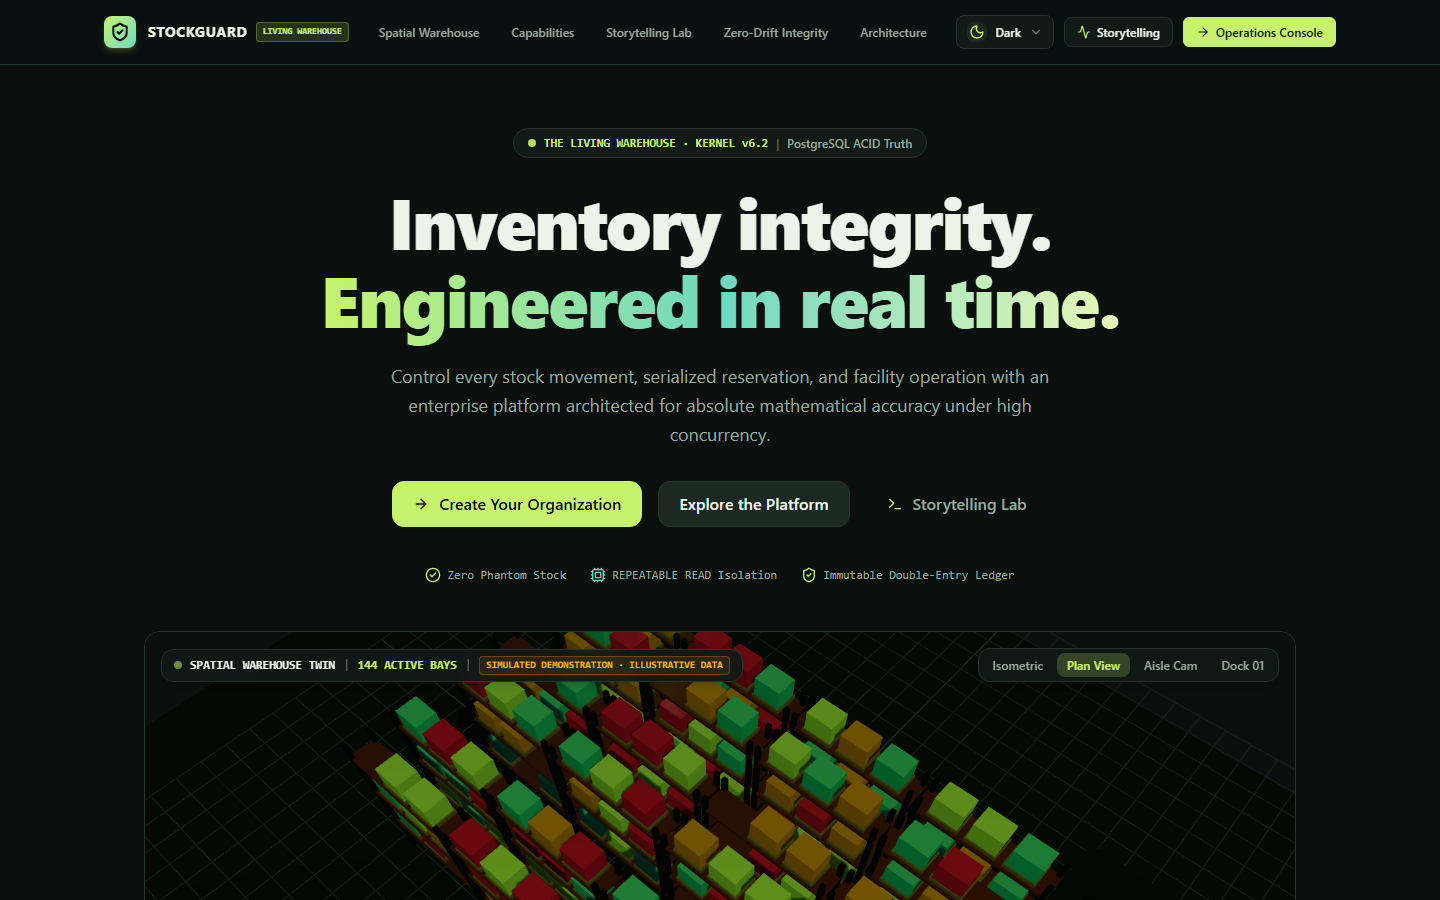 STOCKGUARD LIVING WAREHOUSE Spatial Warehouse Capabilities Storytelling Lab Zero-Drift Integrity Architecture Dark Storytelling Operations Console
THE LIVING WAREHOUSE · KERNEL v6.2 | PostgreSQL ACID Truth
Inventory integrity.
Engineered in real time.
Control every stock movement, serialized reservation, and facility operation with an
enterprise platform architected for absolute mathematical accuracy under high
concurrency.
Create Your Organization Explore the Platform Storytelling Lab
Zero Phantom Stock REPEATABLE READ Isolation Immutable Double-Entry Ledger
SPATIAL WAREHOUSE TWIN | 144 ACTIVE BAYS | SIMULATED DEMONSTRATION · ILLUSTRATIVE DATA Isometric Plan View Aisle Cam Dock 01